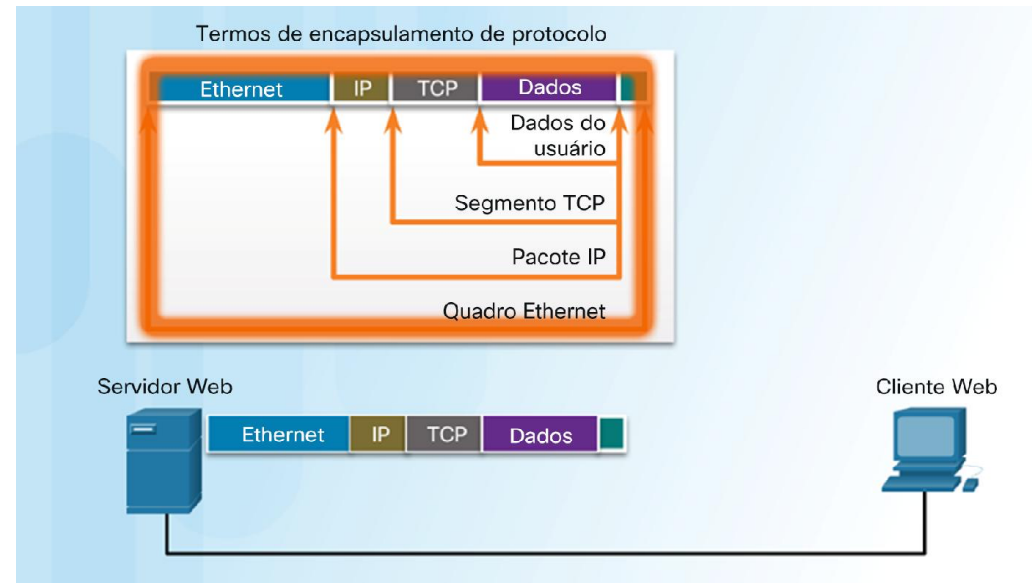 Termos de encapsulamento de protocolo
Ethernet IP TCP Dados
Dados do
usuário
Segmento TCP
Pacote IP
Quadro Ethernet
Servidor Web
Cliente Web
Ethernet IP TCP Dados